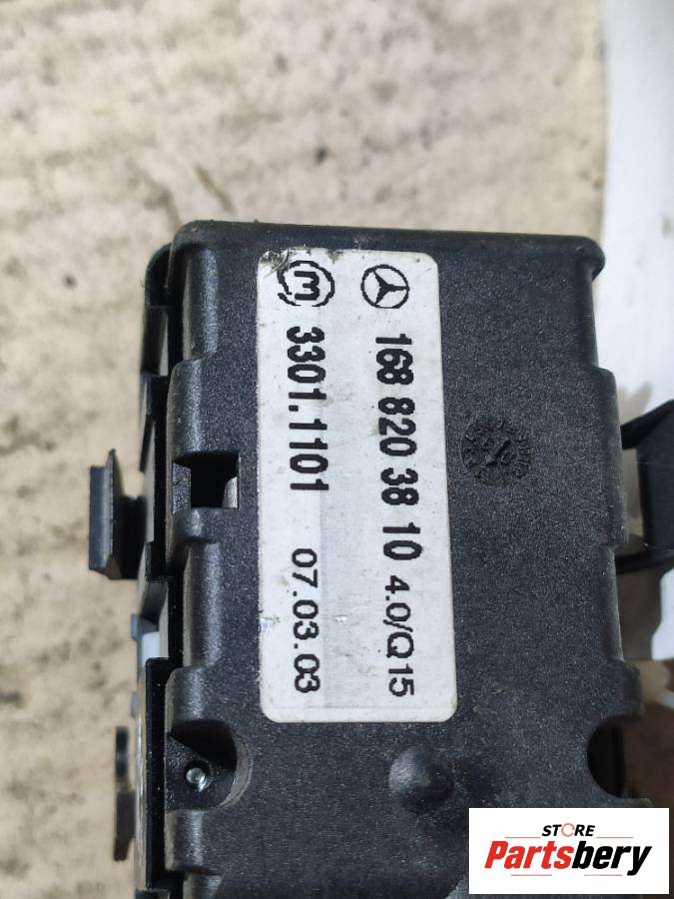 168 820 38 10 4.0/Q15
m 3301.1101 07.03.03
STORE
Partsbery